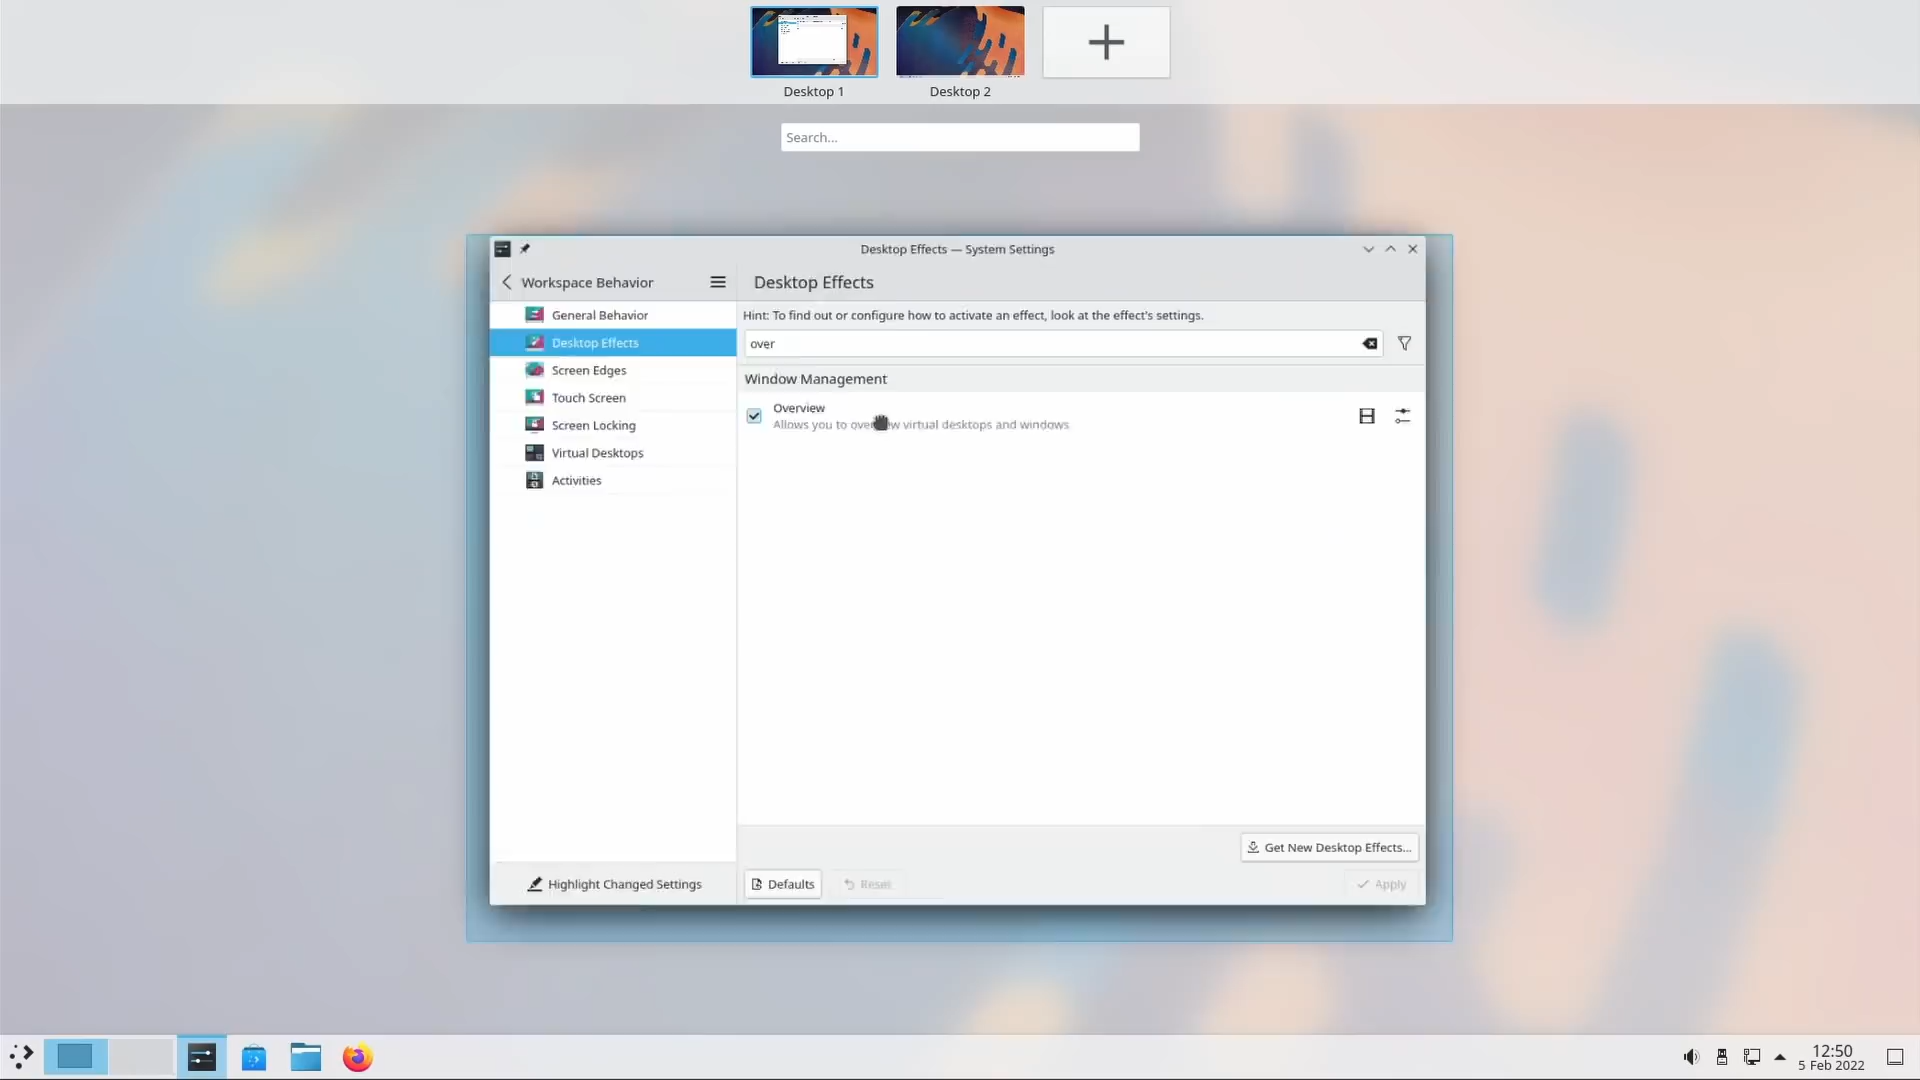 Desktop 1
Desktop 2
Search...
Desktop Effects — System Settings
Workspace Behavior
Desktop Effects
General Behavior
Desktop Effects
Screen Edges
Touch Screen
Screen Locking
Virtual Desktops
Activities
Highlight Changed Settings
Hint: To find out or configure how to activate an effect, look at the effect's settings.
over
Window Management
Overview
Allows you to virtual desktops and windows
Get New Desktop Effects...
Defaults
Reset
Apply
12:50
5 Feb 2022